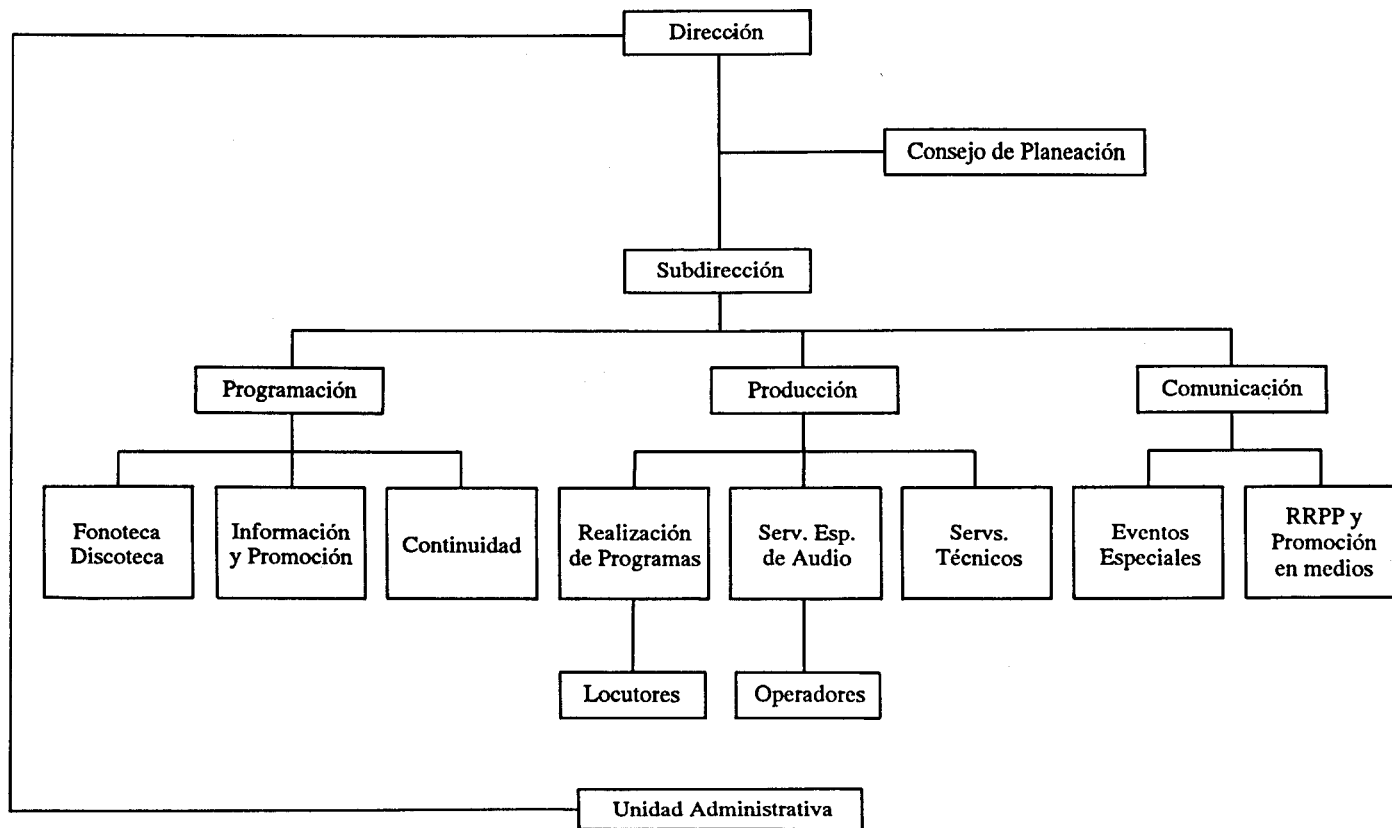 Dirección
Consejo de Planeación
Subdirección
Programación
Producción
Comunicación
Fonoteca
Discoteca
Información
y Promoción
Continuidad
Realización
de Programas
Serv. Esp.
de Audio
Servs.
Técnicos
Eventos
Especiales
RRPP y
Promoción
en medios
Locutores
Operadores
Unidad Administrativa